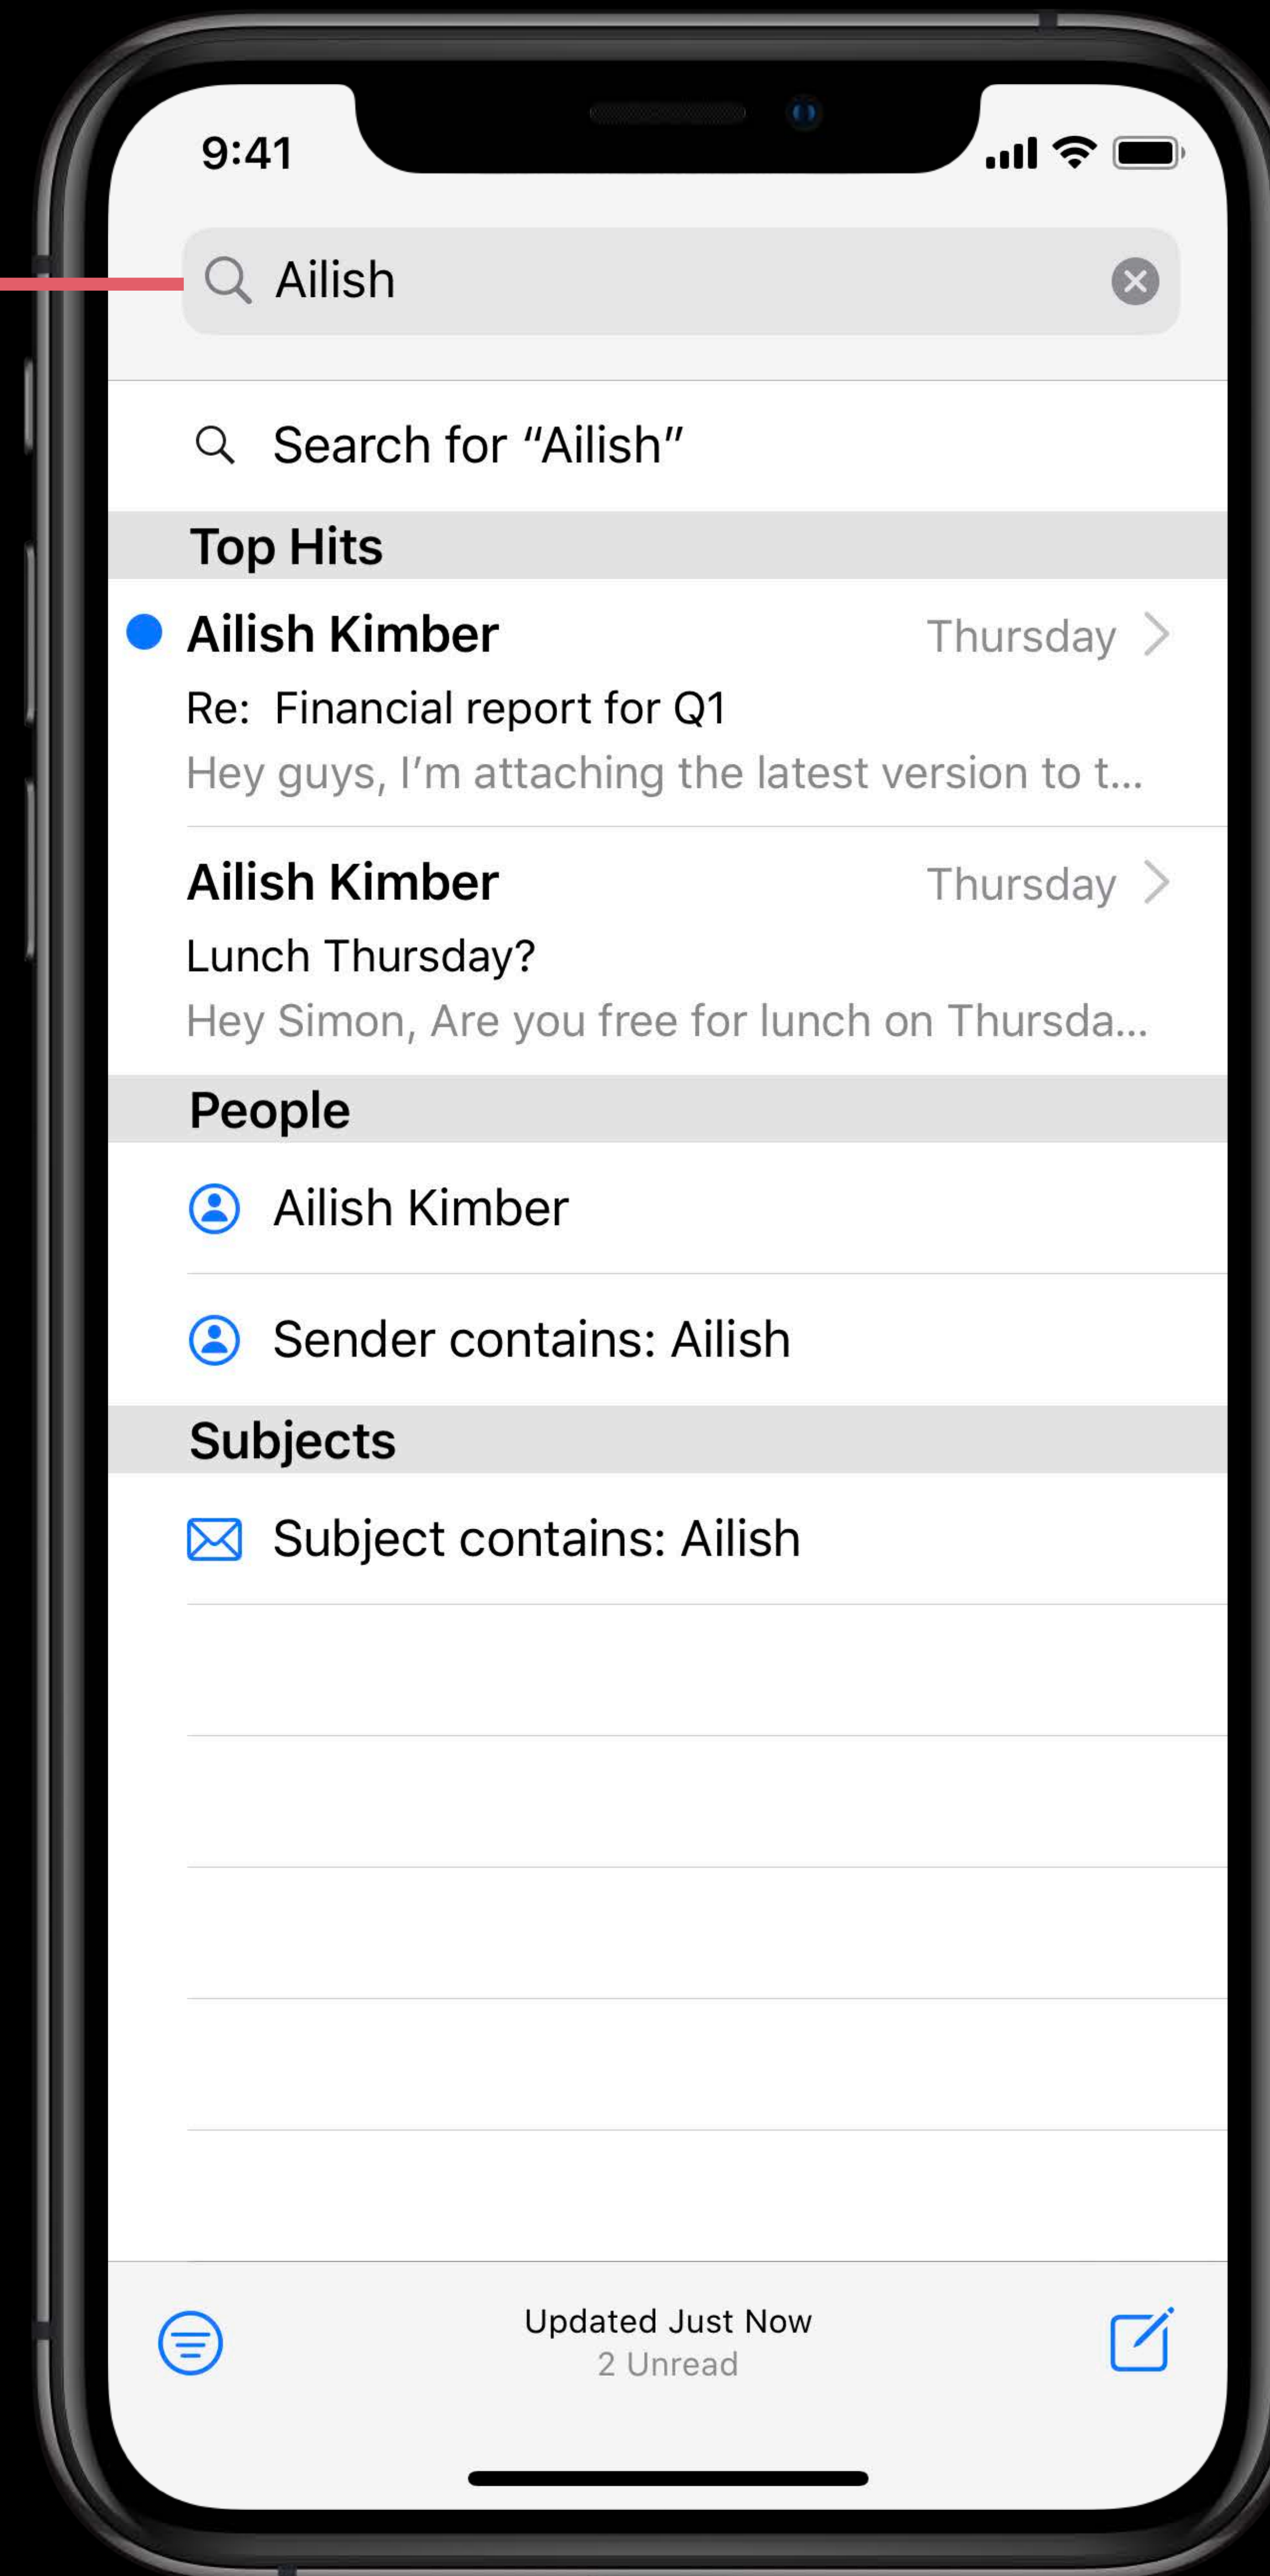 9:41
Ailish
Search for “Ailish”
Top Hits
Ailish Kimber Thursday
Re: Financial report for Q1
Hey guys, I’m attaching the latest version to t...
Ailish Kimber Thursday
Lunch Thursday?
Hey Simon, Are you free for lunch on Thursda...
People
Ailish Kimber
Sender contains: Ailish
Subjects
Subject contains: Ailish
Updated Just Now
2 Unread